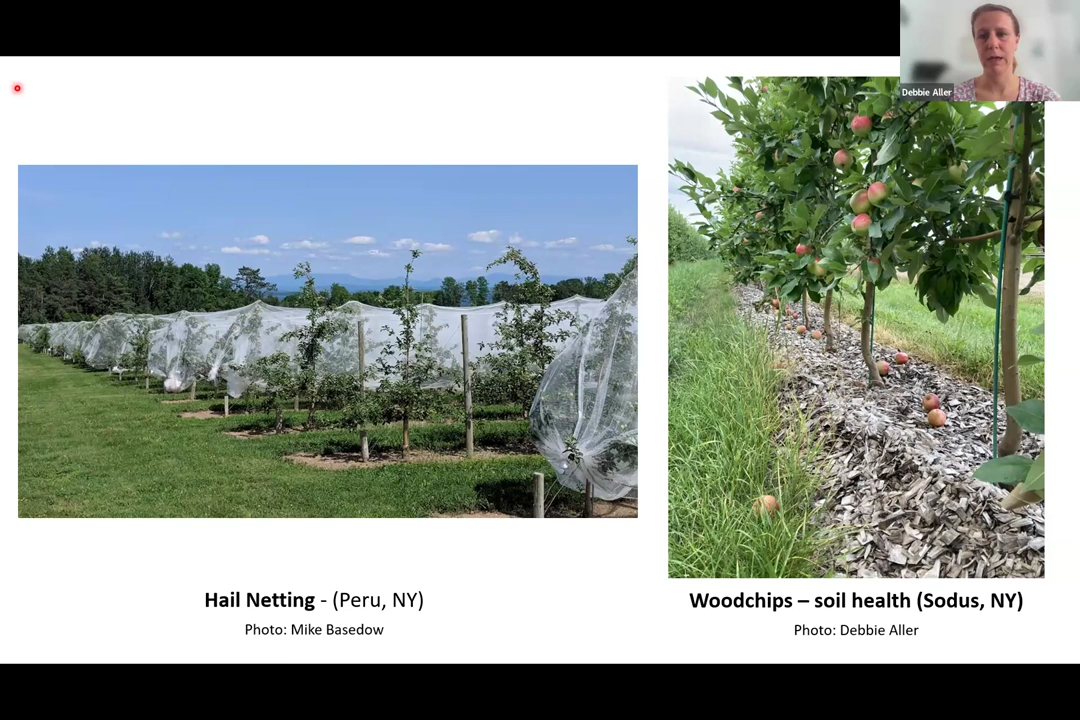 Debbie Aller
Hail Netting - (Peru, NY)
Photo: Mike Basedow
Woodchips – soil health (Sodus, NY)
Photo: Debbie Aller